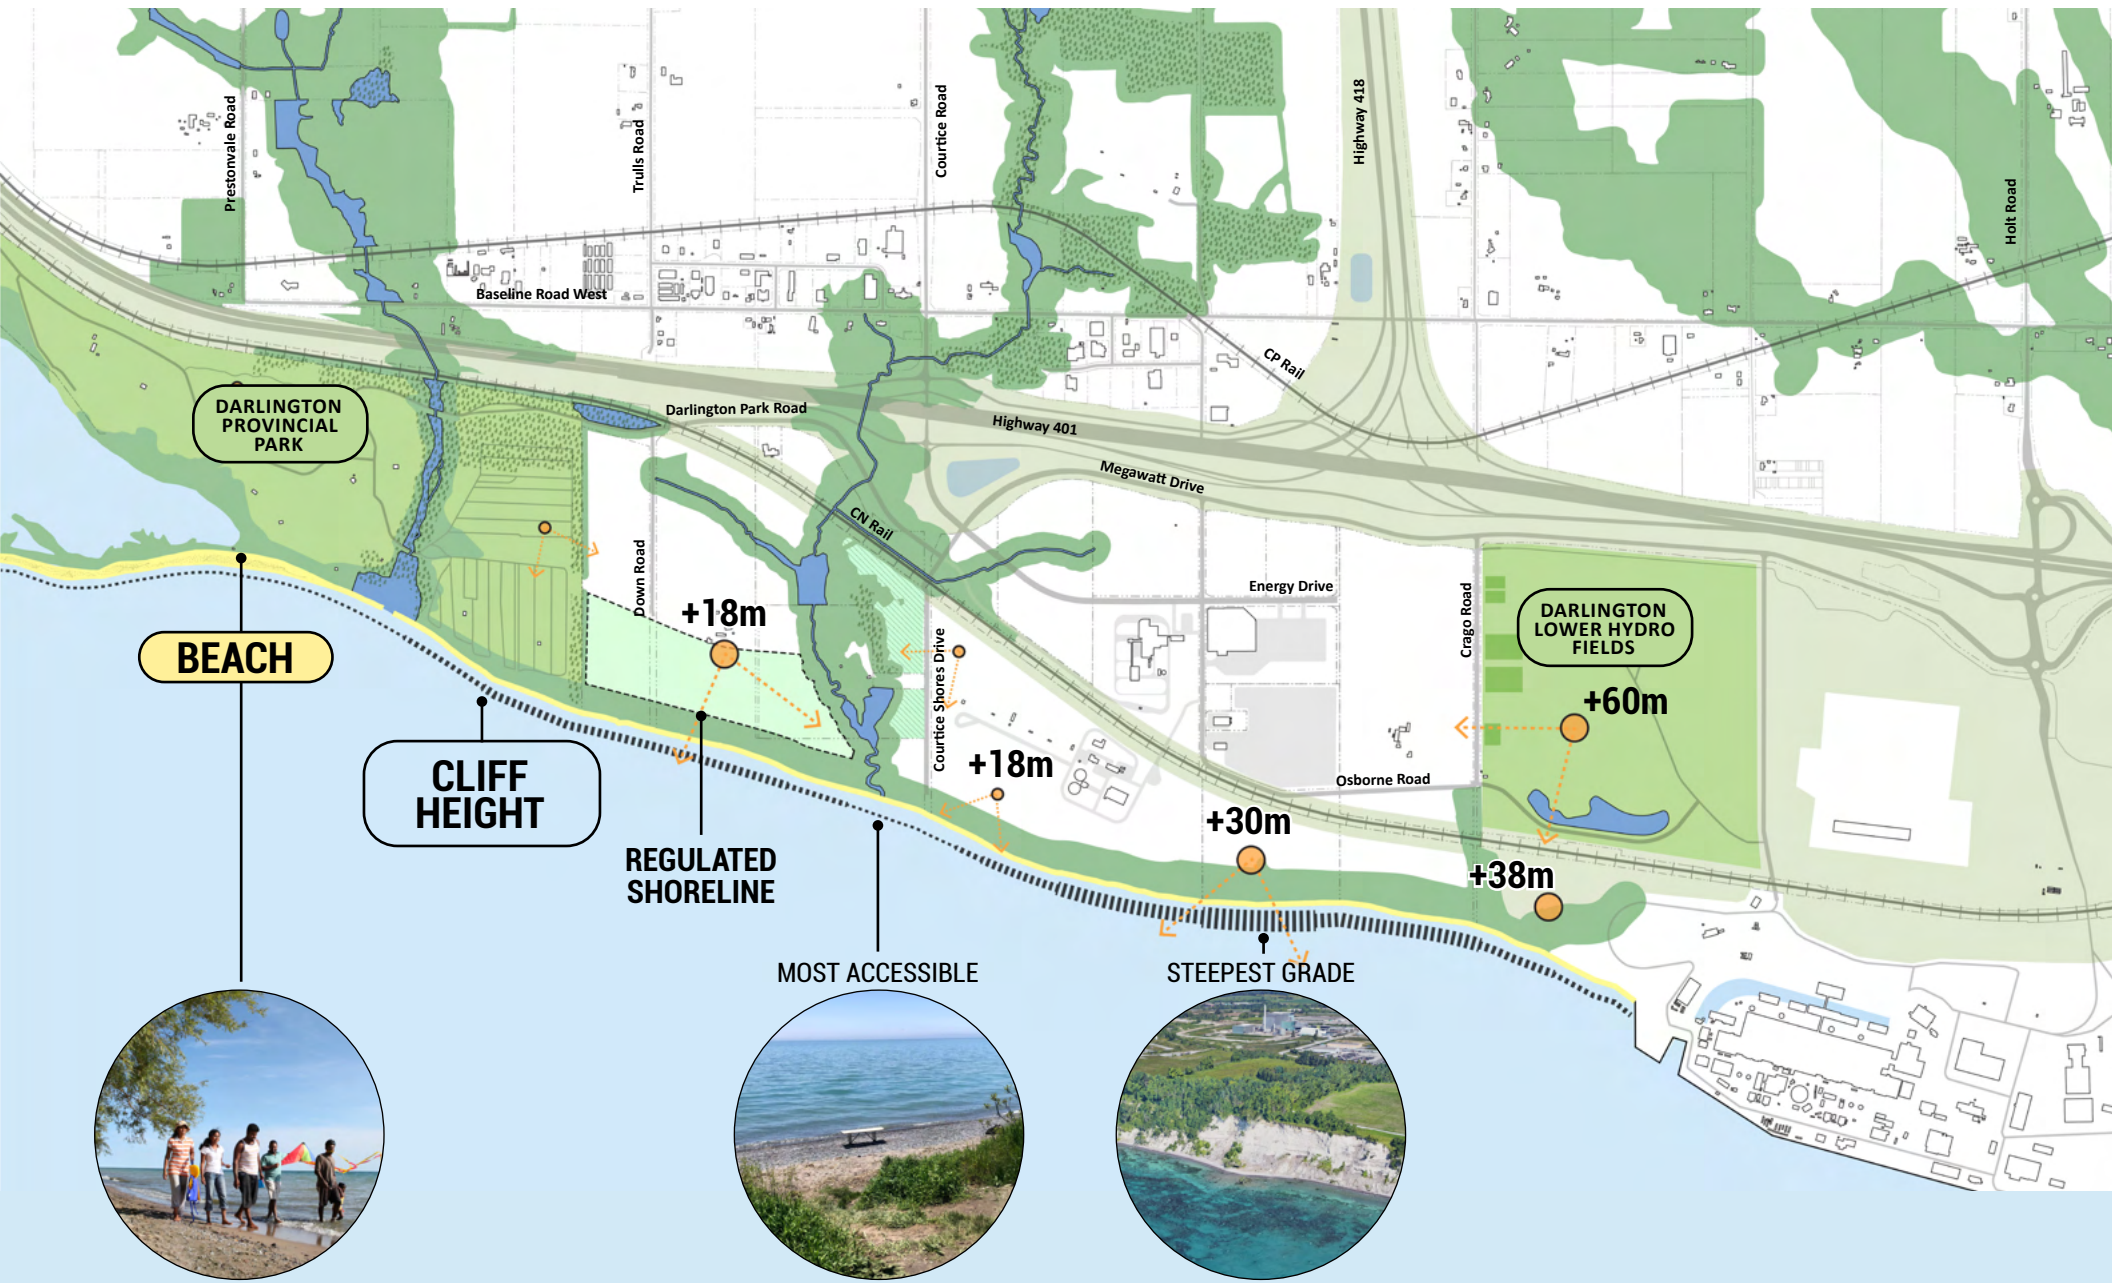 Prestonvale Road
Trulls Road
Courtice Road
Highway 418
Holt Road
Baseline Road West
CP Rail
DARLINGTON
PROVINCIAL
PARK
Darlington Park Road
Highway 401
Megawatt Drive
CN Rail
Down Road
Energy Drive
Crago Road
DARLINGTON
LOWER HYDRO
FIELDS
+18m
BEACH
Courtice Shores Drive
+60m
CLIFF
HEIGHT
+18m
Osborne Road
+30m
REGULATED
SHORELINE
+38m
MOST ACCESSIBLE
STEEPEST GRADE